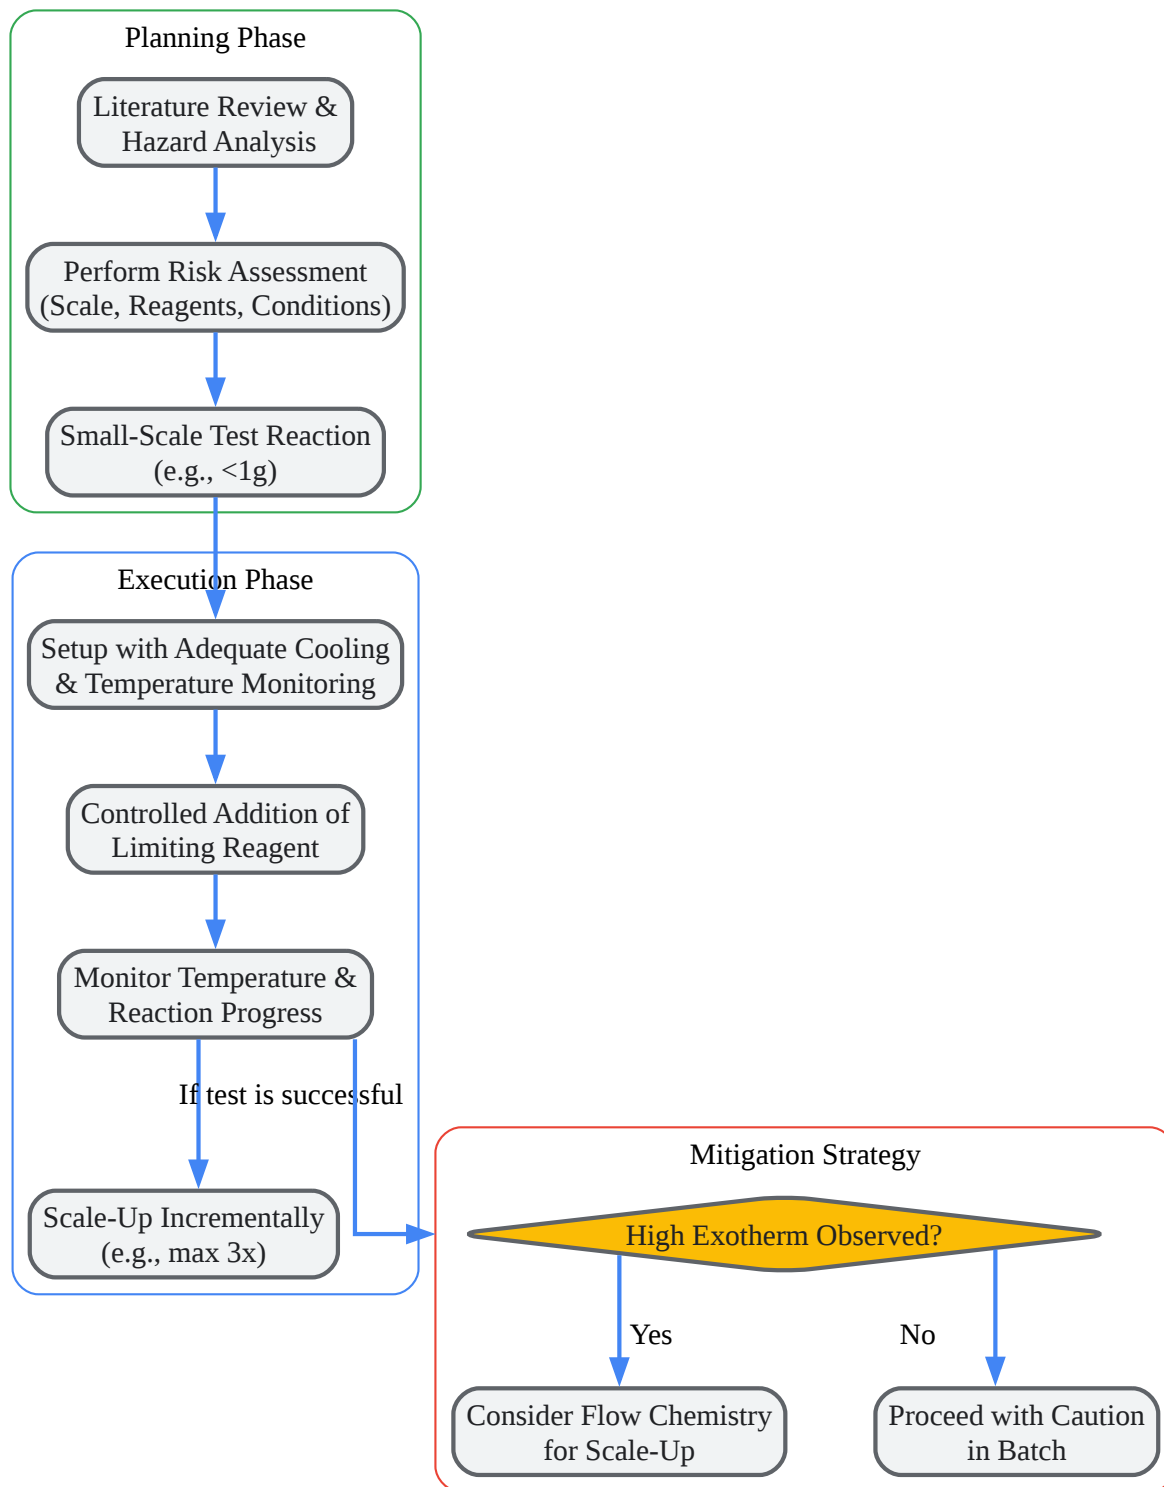 Planning Phase
Literature Review &
Hazard Analysis
Perform Risk Assessment
(Scale, Reagents, Conditions)
Small-Scale Test Reaction
(e.g., <1g)
Execution Phase
Setup with Adequate Cooling
& Temperature Monitoring
Controlled Addition of
Limiting Reagent
Monitor Temperature &
Reaction Progress
If test is successful
Scale-Up Incrementally
(e.g., max 3x)
Mitigation Strategy
High Exotherm Observed?
Yes
No
Consider Flow Chemistry
for Scale-Up
Proceed with Caution
in Batch